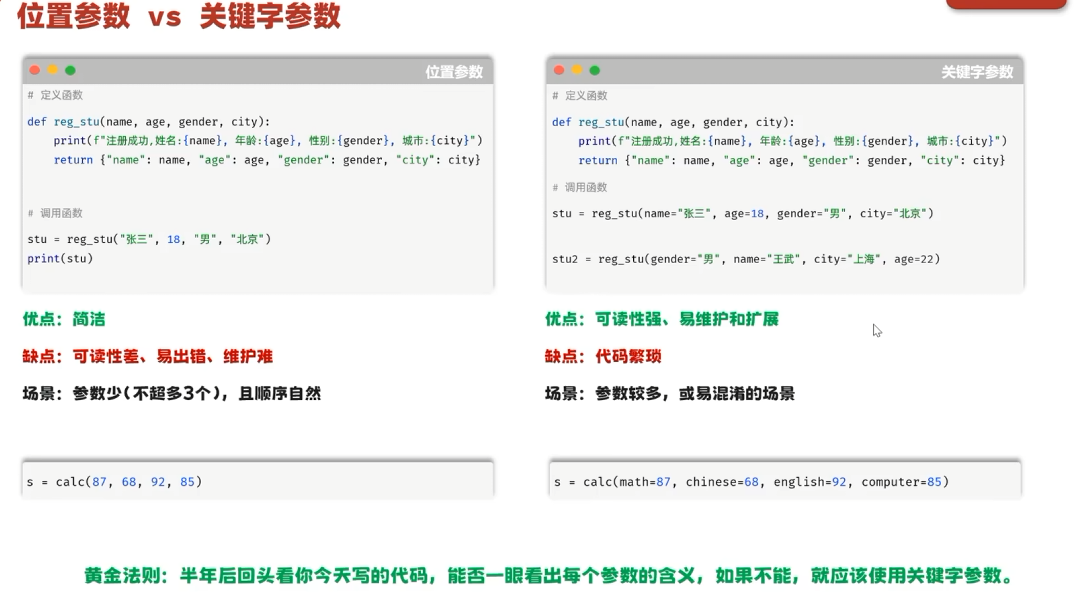 位置参数 vs 关键字参数
位置参数
# 定义函数
def reg_stu(name, age, gender, city):
    print(f"注册成功,姓名:{name}, 年龄:{age}, 性别:{gender}, 城市:{city}")
    return {"name": name, "age": age, "gender": gender, "city": city}
# 调用函数
stu = reg_stu("张三", 18, "男", "北京")
print(stu)
优点：简洁
缺点：可读性差、易出错、维护难
场景：参数少(不超多3个)，且顺序自然
s = calc(87, 68, 92, 85)
关键字参数
# 定义函数
def reg_stu(name, age, gender, city):
    print(f"注册成功,姓名:{name}, 年龄:{age}, 性别:{gender}, 城市:{city}")
    return {"name": name, "age": age, "gender": gender, "city": city}
# 调用函数
stu = reg_stu(name="张三", age=18, gender="男", city="北京")
stu2 = reg_stu(gender="男", name="王武", city="上海", age=22)
优点：可读性强、易维护和扩展
缺点：代码繁琐
场景：参数较多，或易混淆的场景
s = calc(math=87, chinese=68, english=92, computer=85)
黄金法则：半年后回头看你今天写的代码，能否一眼看出每个参数的含义，如果不能，就应该使用关键字参数。